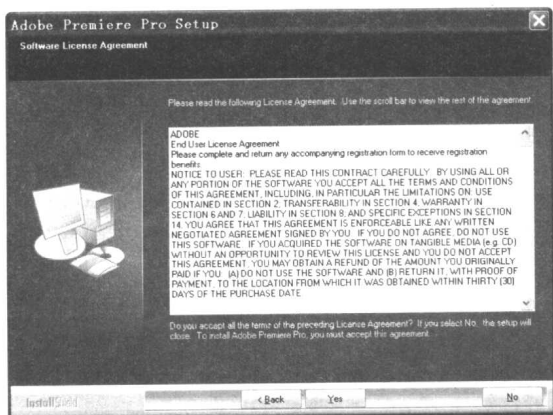 Adobe Premiere Pro Setup
Software License Agreement
Please read the following License Agreement. Use the scroll bar to view the rest of the agreement.
ADOBE
End User License Agreement
Please complete and return any accompanying registration form to receive registration
benefits.
NOTICE TO USER: PLEASE READ THIS CONTRACT CAREFULLY. BY USING ALL OR
ANY PORTION OF THE SOFTWARE YOU ACCEPT ALL THE TERMS AND CONDITIONS
OF THIS AGREEMENT, INCLUDING, IN PARTICULAR THE LIMITATIONS ON: USE
CONTAINED IN SECTION 2; TRANSFERABILITY IN SECTION 4; WARRANTY IN
SECTION 6 AND 7; LIABILITY IN SECTION 8; AND SPECIFIC EXCEPTIONS IN SECTION
14. YOU AGREE THAT THIS AGREEMENT IS ENFORCEABLE LIKE ANY WRITTEN
NEGOTIATED AGREEMENT SIGNED BY YOU. IF YOU DO NOT AGREE, DO NOT USE
THIS SOFTWARE. IF YOU ACQUIRED THE SOFTWARE ON TANGIBLE MEDIA (e.g. CD)
WITHOUT AN OPPORTUNITY TO REVIEW THIS LICENSE AND YOU DO NOT ACCEPT
THIS AGREEMENT, YOU MAY OBTAIN A REFUND OF THE AMOUNT YOU ORIGINALLY
PAID IF YOU: (A) DO NOT USE THE SOFTWARE AND (B) RETURN IT, WITH PROOF OF
PAYMENT, TO THE LOCATION FROM WHICH IT WAS OBTAINED WITHIN THIRTY (30)
DAYS OF THE PURCHASE DATE.
Do you accept all the terms of the preceding License Agreement? If you select No, the setup will
close. To install Adobe Premiere Pro, you must accept this agreement.
InstallShield
< Back
Yes
No